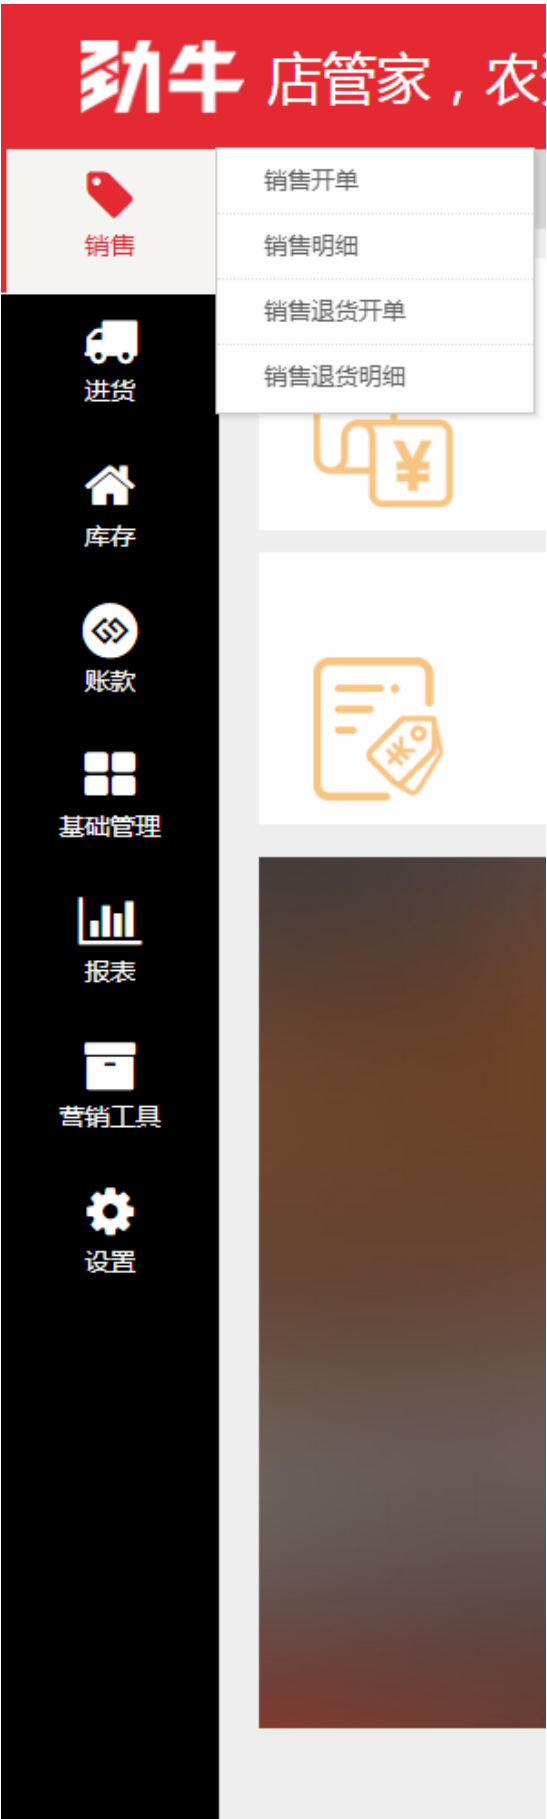 劲牛 店管家，农
销售
销售开单
销售明细
销售退货开单
销售退货明细
进货
库存
账款
基础管理
报表
营销工具
设置